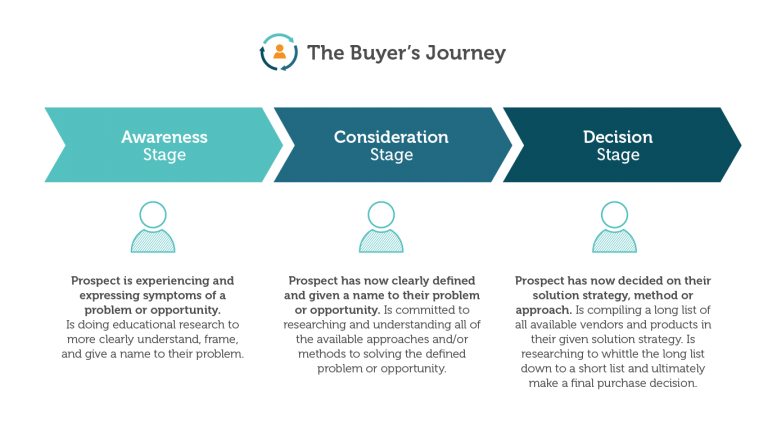 The Buyer's Journey
Awareness
Stage
Consideration
Stage
Decision
Stage
Prospect is experiencing and
expressing symptoms of a
problem or opportunity.
Is doing educational research to
more clearly understand, frame,
and give a name to their problem.
Prospect has now clearly defined
and given a name to their problem
or opportunity. Is committed to
researching and understanding all of
the available approaches and/or
methods to solving the defined
problem or opportunity.
Prospect has now decided on their
solution strategy, method or
approach. Is compiling a long list of
all available vendors and products in
their given solution strategy. Is
researching to whittle the long list
down to a short list and ultimately
make a final purchase decision.